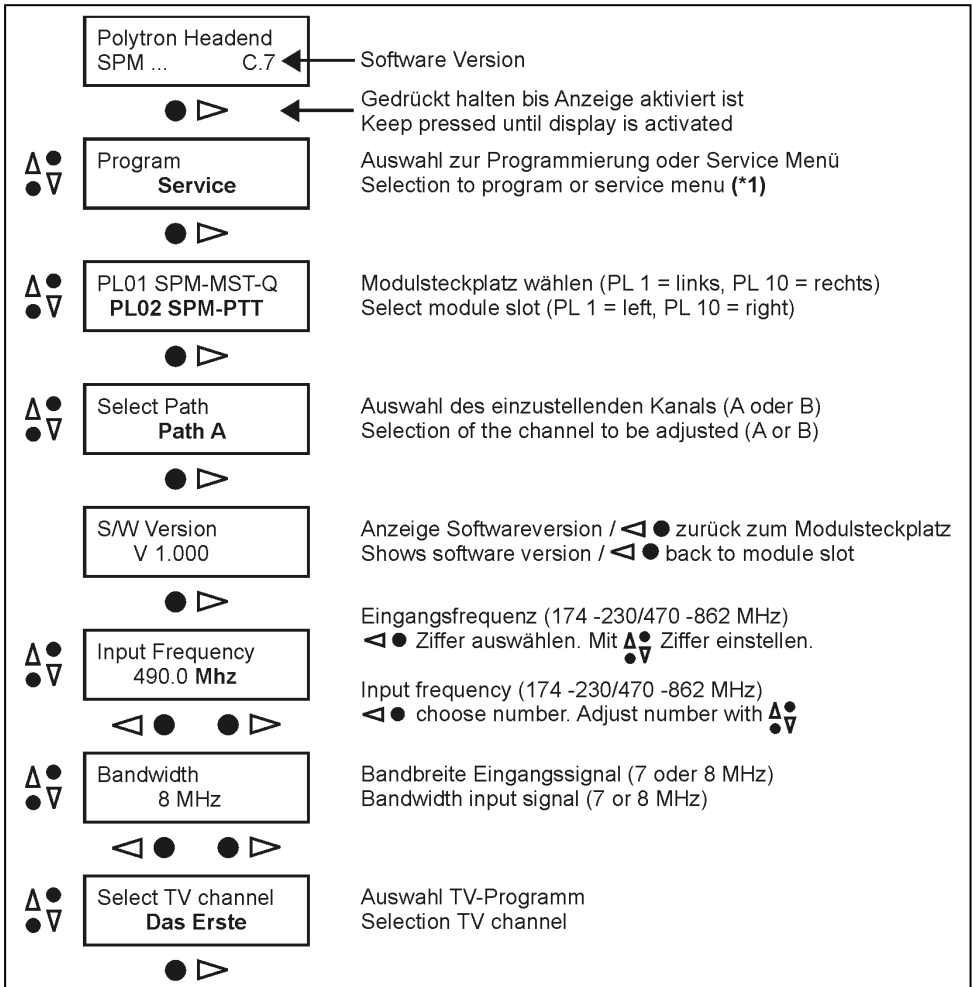 Polytron Headend
SPM ... C.7
Software Version
Gedrückt halten bis Anzeige aktiviert ist
Keep pressed until display is activated
Program
Service
Auswahl zur Programmierung oder Service Menü
Selection to program or service menu (*1)
PL01 SPM-MST-Q
PL02 SPM-PTT
Modulsteckplatz wählen (PL 1 = links, PL 10 = rechts)
Select module slot (PL 1 = left, PL 10 = right)
Select Path
Path A
Auswahl des einzustellenden Kanals (A oder B)
Selection of the channel to be adjusted (A or B)
S/W Version
V 1.000
Anzeige Softwareversion / ◁ ● zurück zum Modulsteckplatz
Shows software version / ◁ ● back to module slot
Input Frequency
490.0 Mhz
Eingangsfrequenz (174 -230/470 -862 MHz)
◁ ● Ziffer auswählen. Mit △● ●▽ Ziffer einstellen.
Input frequency (174 -230/470 -862 MHz)
◁ ● choose number. Adjust number with △● ●▽
Bandwidth
8 MHz
Bandbreite Eingangssignal (7 oder 8 MHz)
Bandwidth input signal (7 or 8 MHz)
Select TV channel
Das Erste
Auswahl TV-Programm
Selection TV channel